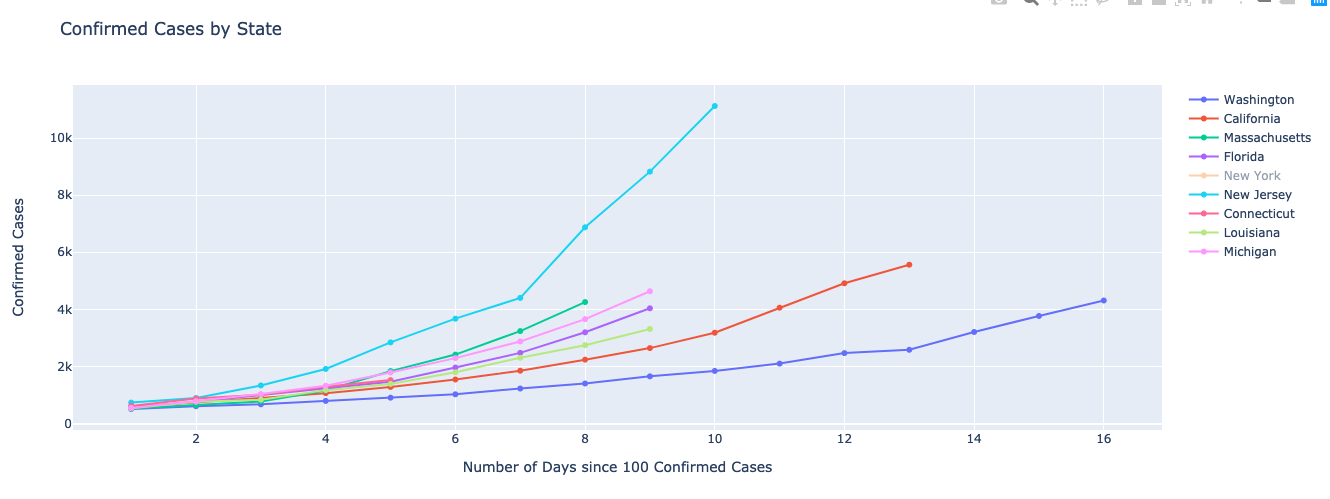 Confirmed Cases by State
Confirmed Cases
10k
8k
6k
4k
2k
0
2 4 6 8 10 12 14 16
Number of Days since 100 Confirmed Cases
Washington
California
Massachusetts
Florida
New York
New Jersey
Connecticut
Louisiana
Michigan